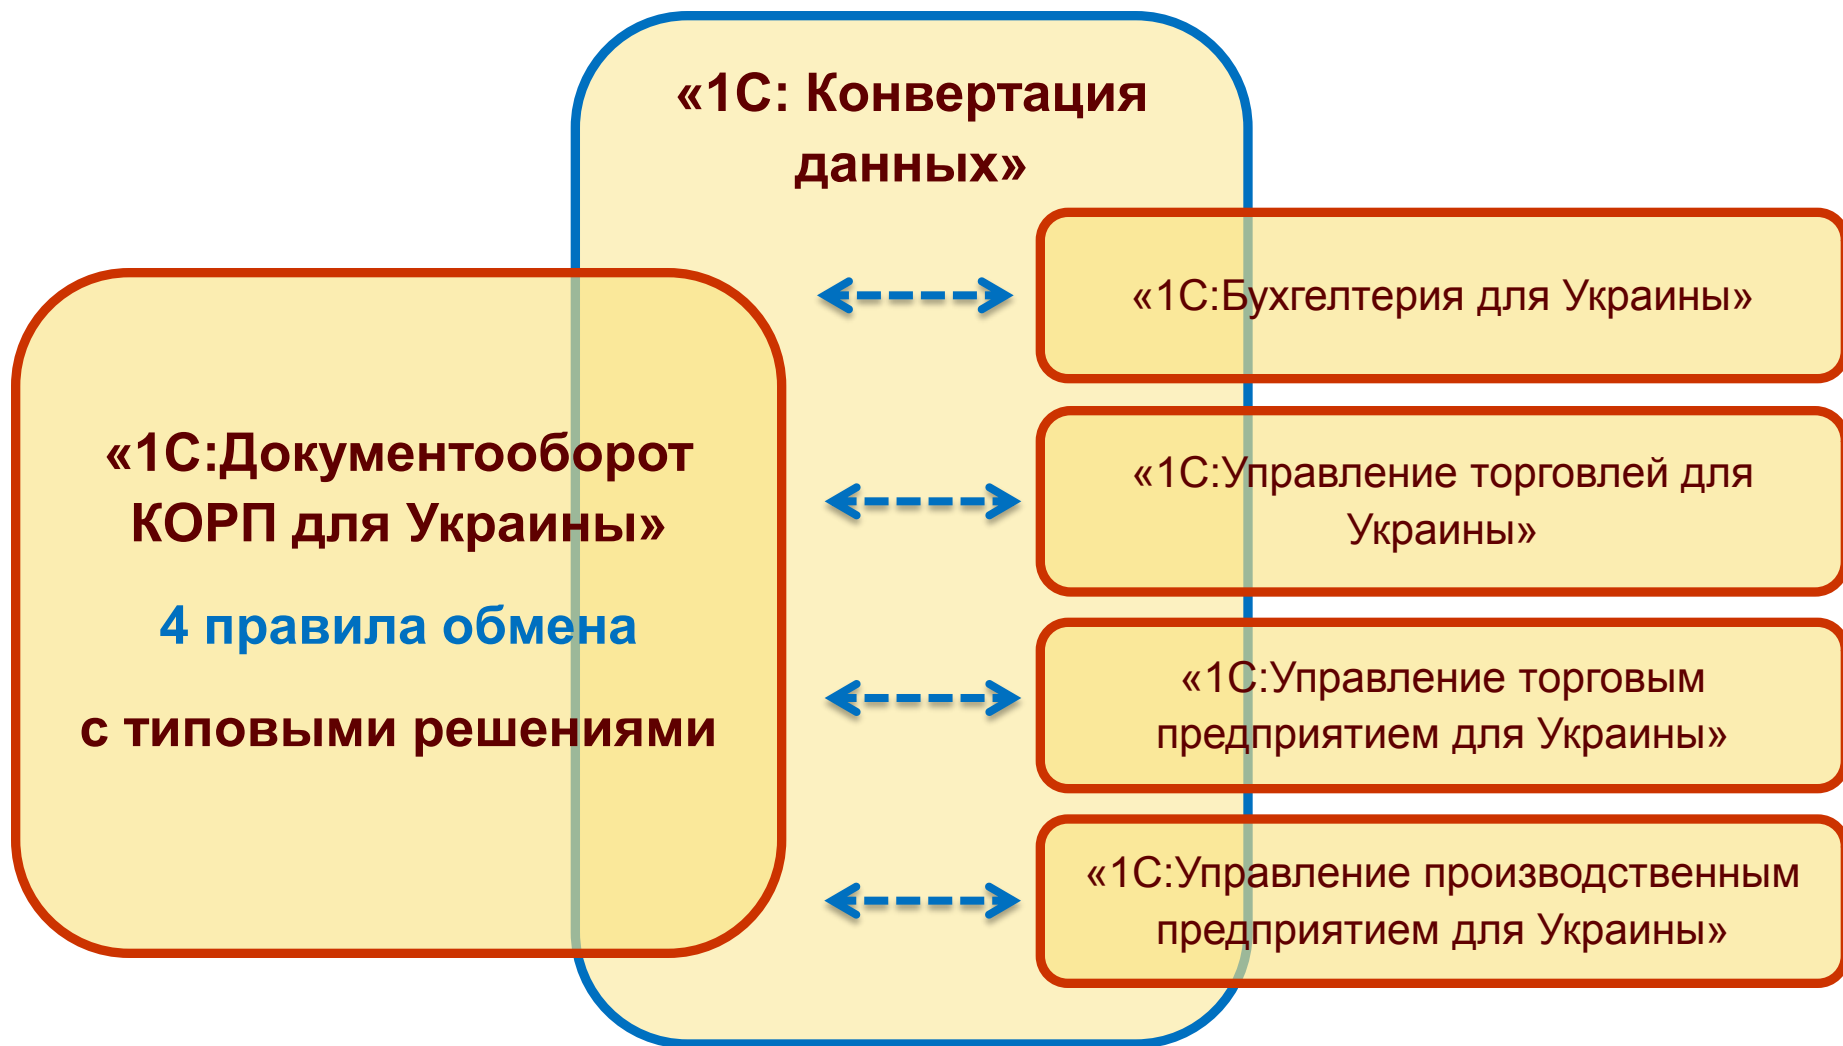 «1С: Конвертация
данных»
«1С:Документооборот
КОРП для Украины»
4 правила обмена
с типовыми решениями
«1С:Бухгелтерия для Украины»
«1С:Управление торговлей для
Украины»
«1С:Управление торговым
предприятием для Украины»
«1С:Управление производственным
предприятием для Украины»